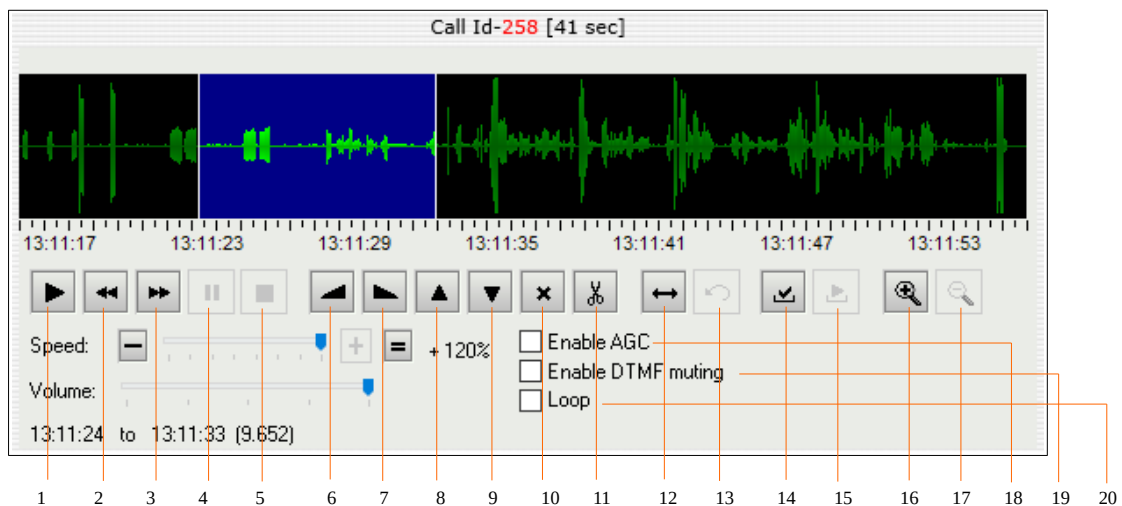 Call Id-258 [41 sec]
13:11:17 13:11:23 13:11:29 13:11:35 13:11:41 13:11:47 13:11:53
Speed: + 120% Enable AGC
Enable DTMF muting
Volume: Loop
13:11:24 to 13:11:33 (9.652)
1 2 3 4 5 6 7 8 9 10 11 12 13 14 15 16 17 18 19 20